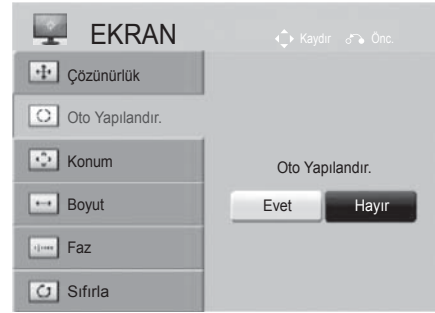 EKRAN
Kaydır Önc.
Çözünürlük
Oto Yapılandır.
Konum
Boyut
Faz
Sıfırla
Oto Yapılandır.
Evet Hayır